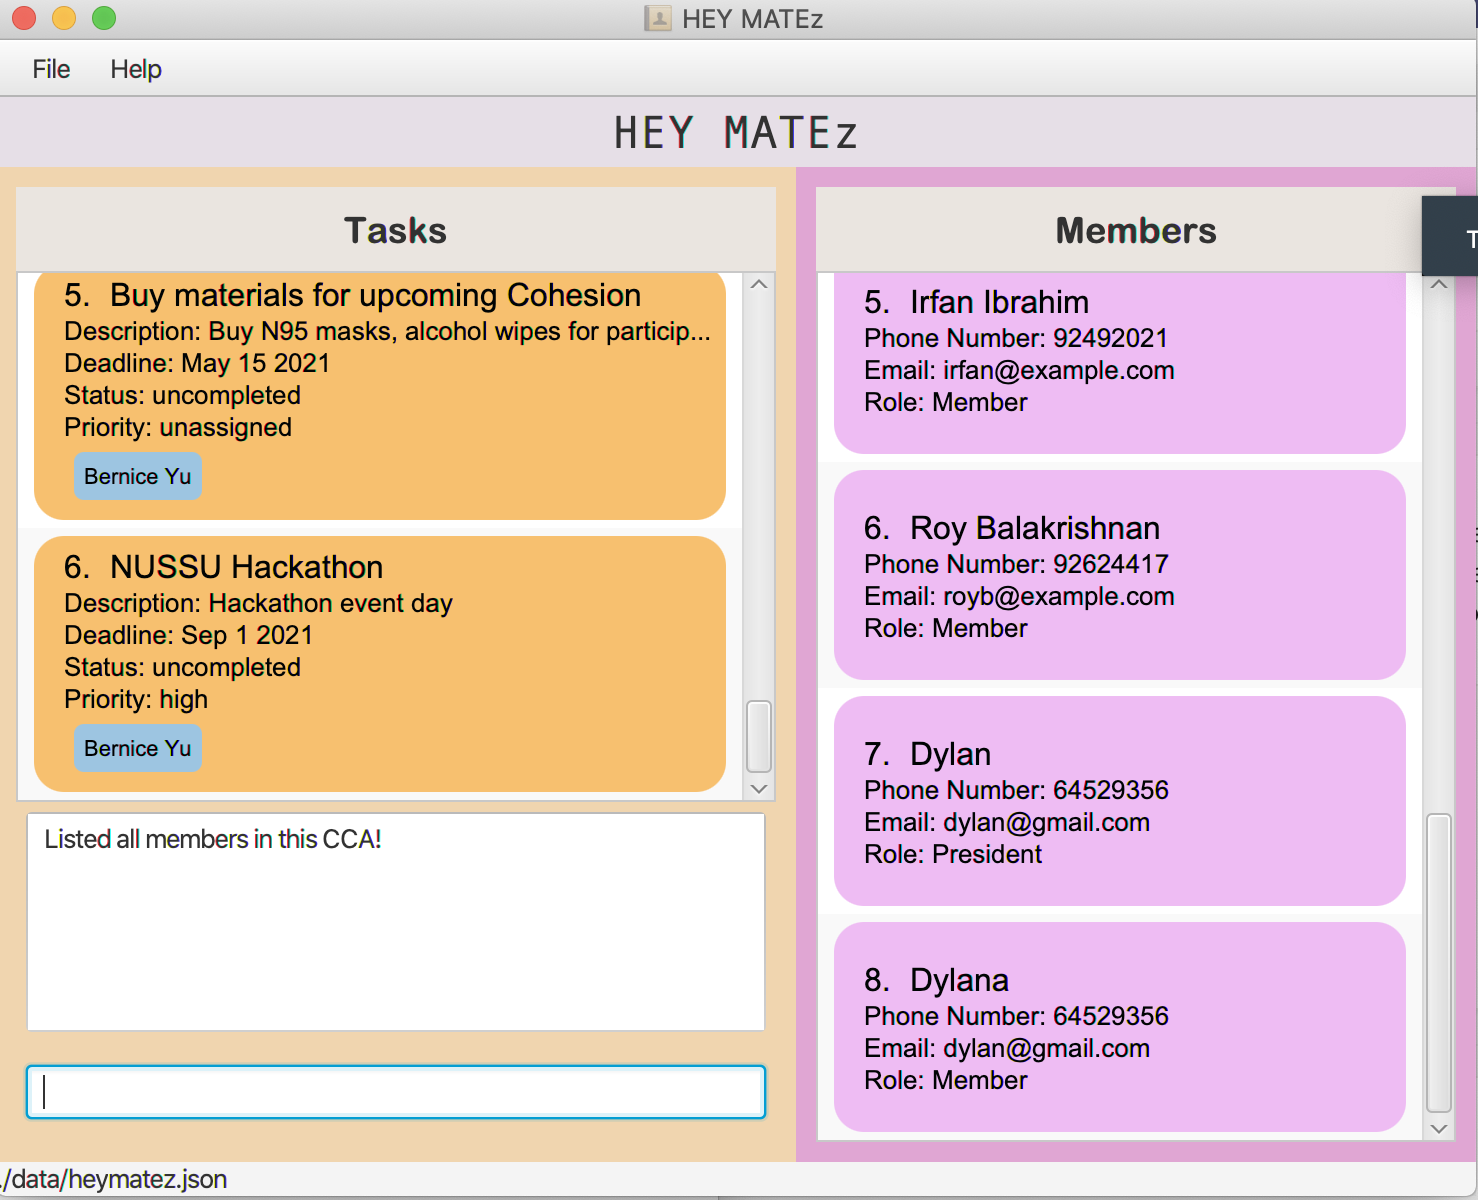 HEY MATEz
File Help
HEY MATEz
Tasks
5. Buy materials for upcoming Cohesion
Description: Buy N95 masks, alcohol wipes for particip...
Deadline: May 15 2021
Status: uncompleted
Priority: unassigned
Bernice Yu
6. NUSSU Hackathon
Description: Hackathon event day
Deadline: Sep 1 2021
Status: uncompleted
Priority: high
Bernice Yu
Listed all members in this CCA!
Members
5. Irfan Ibrahim
Phone Number: 92492021
Email: irfan@example.com
Role: Member
6. Roy Balakrishnan
Phone Number: 92624417
Email: royb@example.com
Role: Member
7. Dylan
Phone Number: 64529356
Email: dylan@gmail.com
Role: President
8. Dylana
Phone Number: 64529356
Email: dylan@gmail.com
Role: Member
./data/heymatez.json